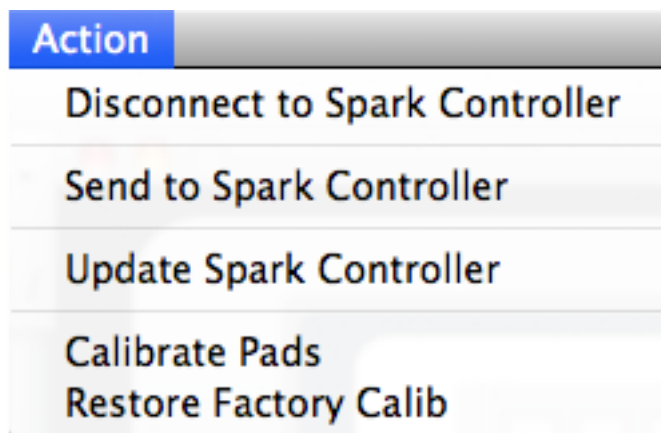 Action
Disconnect to Spark Controller
Send to Spark Controller
Update Spark Controller
Calibrate Pads
Restore Factory Calib